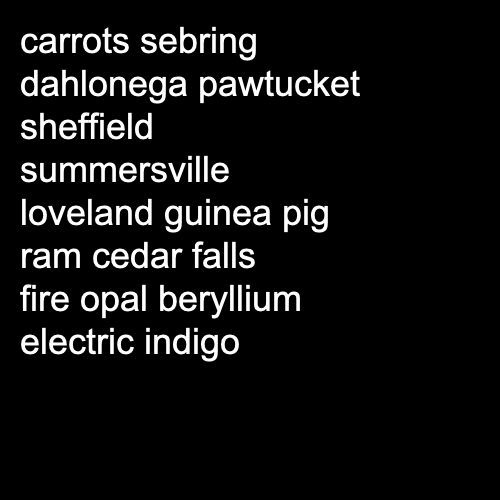 carrots sebring
dahlonega pawtucket
sheffield
summersville
loveland guinea pig
ram cedar falls
fire opal beryllium
electric indigo